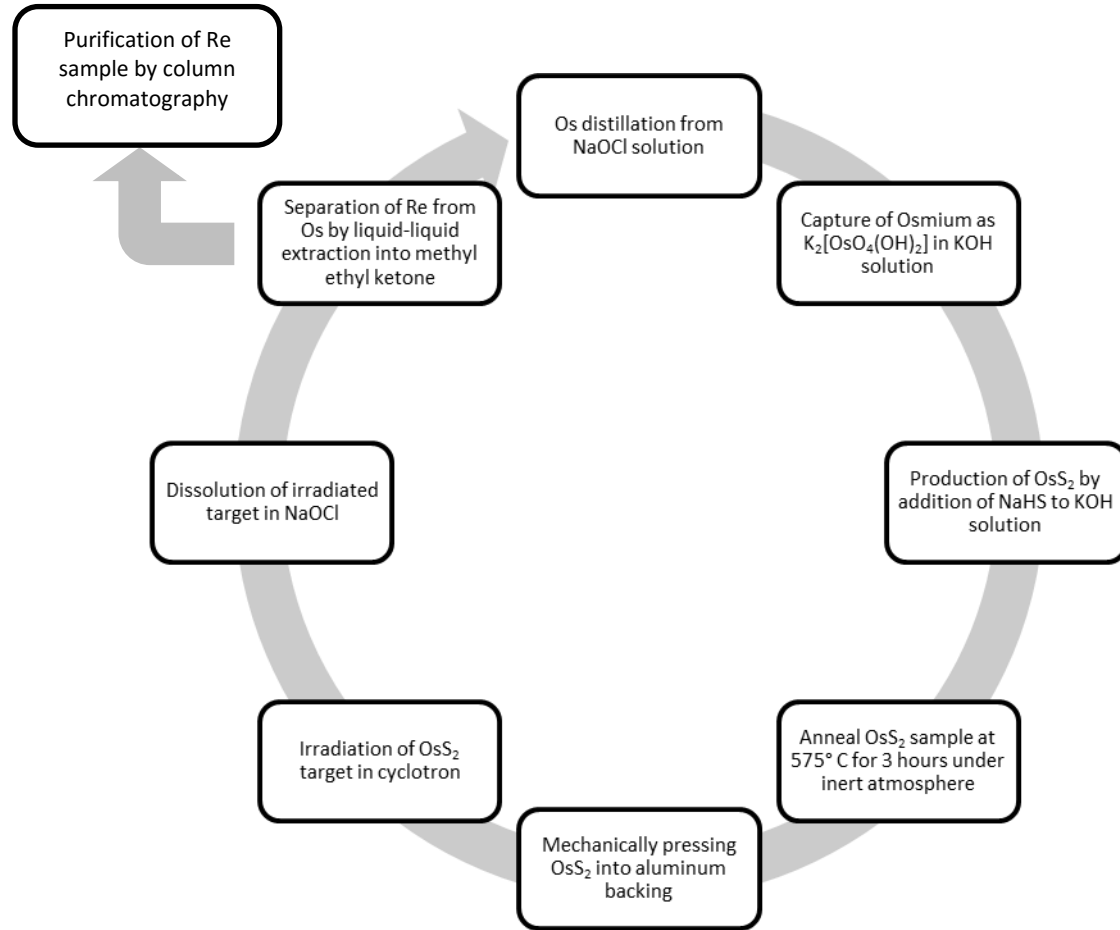 Purification of Re
sample by column
chromatography
Os distillation from
NaOCl solution
Capture of Osmium as
K₂[OsO₄(OH)₂] in KOH
solution
Production of OsS₂ by
addition of NaHS to KOH
solution
Anneal OsS₂ sample at
575° C for 3 hours under
inert atmosphere
Mechanically pressing
OsS₂ into aluminum
backing
Irradiation of OsS₂
target in cyclotron
Dissolution of irradiated
target in NaOCl
Separation of Re from
Os by liquid-liquid
extraction into methyl
ethyl ketone